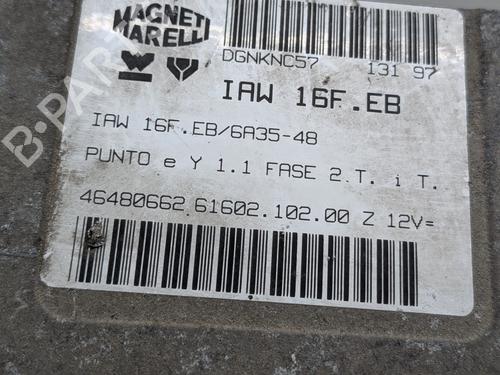 MAGNETI
MARELLI
DGNKNC57 131 97
IAW 16F.EB
IAW 16F.EB/6A35-48
PUNTO e Y 1.1 FASE 2 T. i T.
46480662 61602.102.00 Z 12V=
B-PARTS